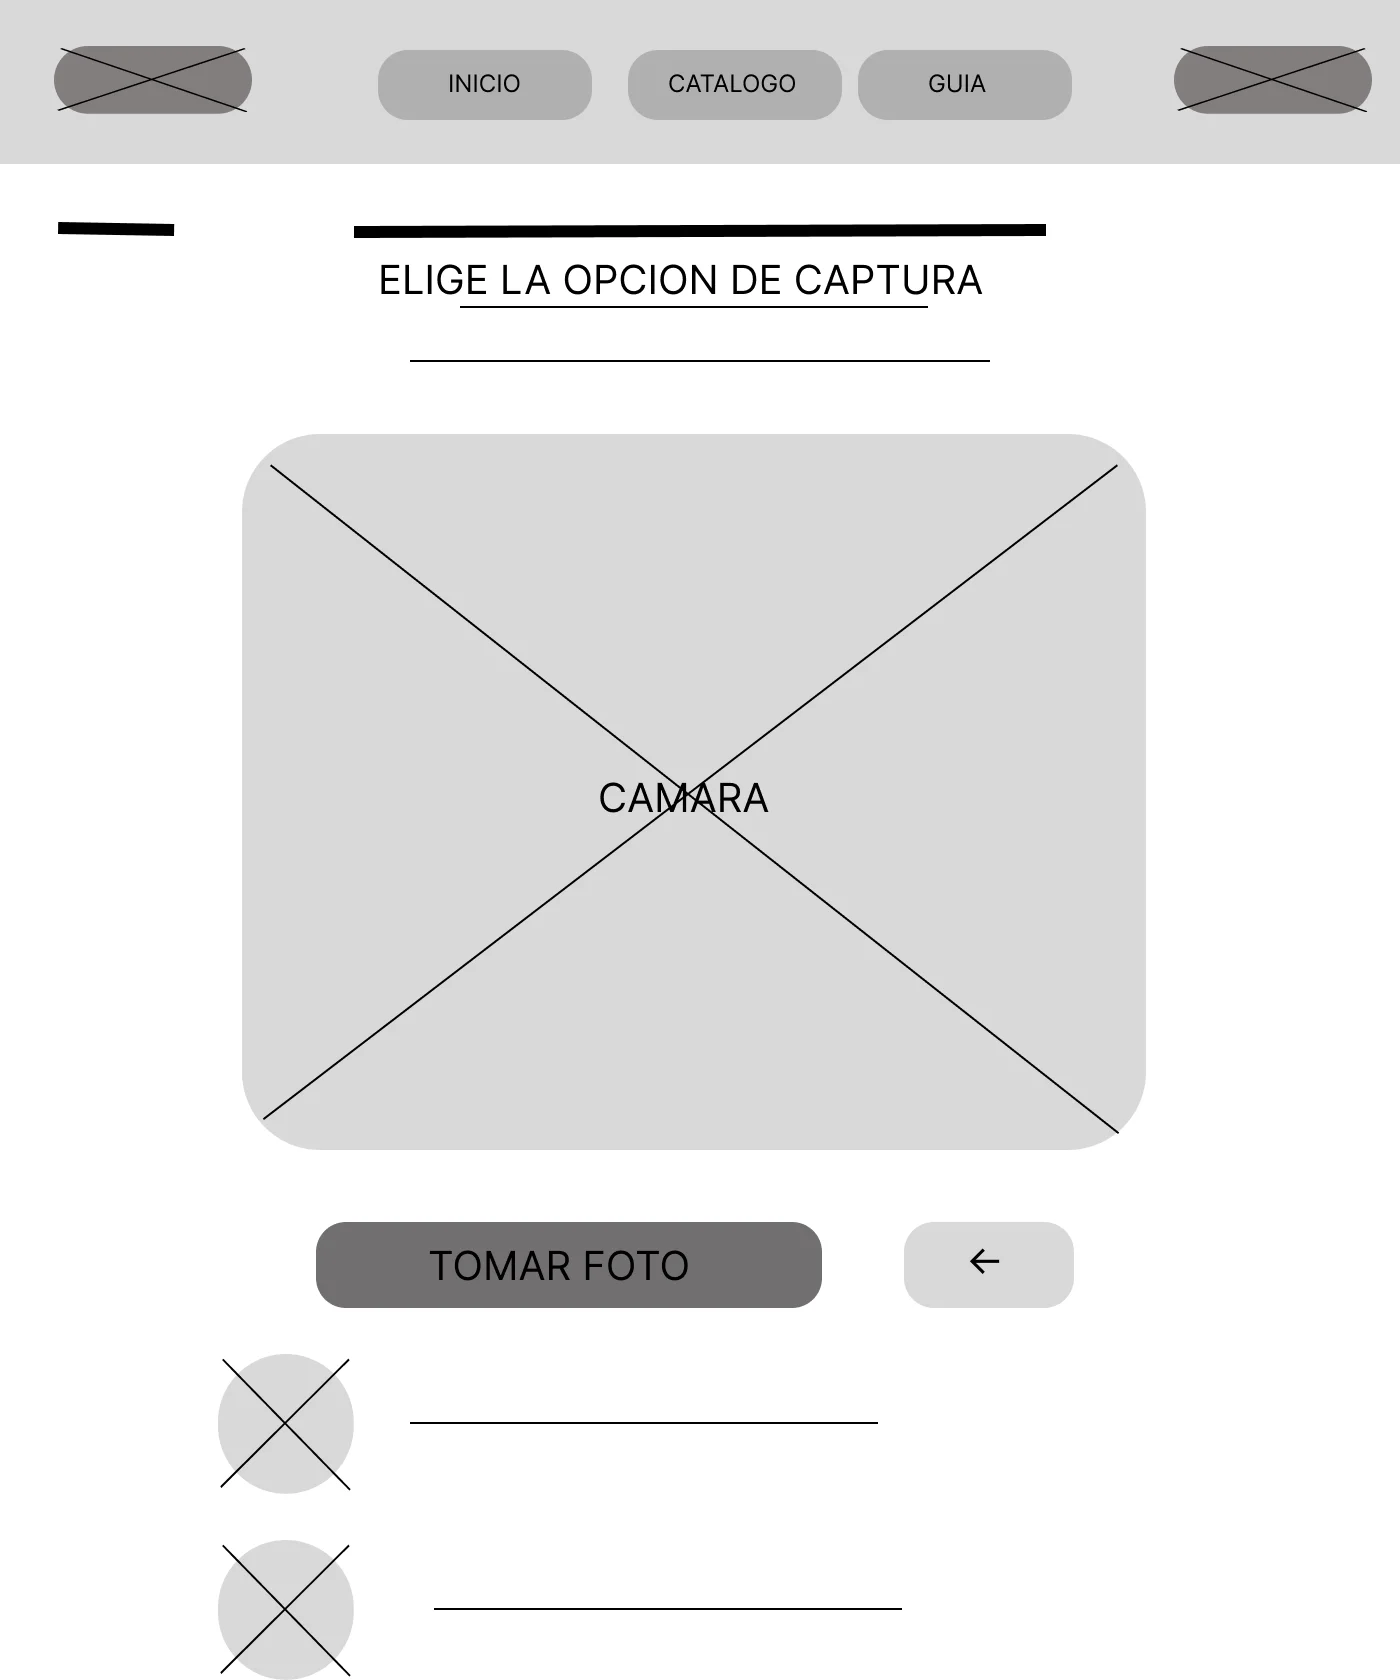 INICIO
CATALOGO
GUIA
ELIGE LA OPCION DE CAPTURA
CAMARA
TOMAR FOTO